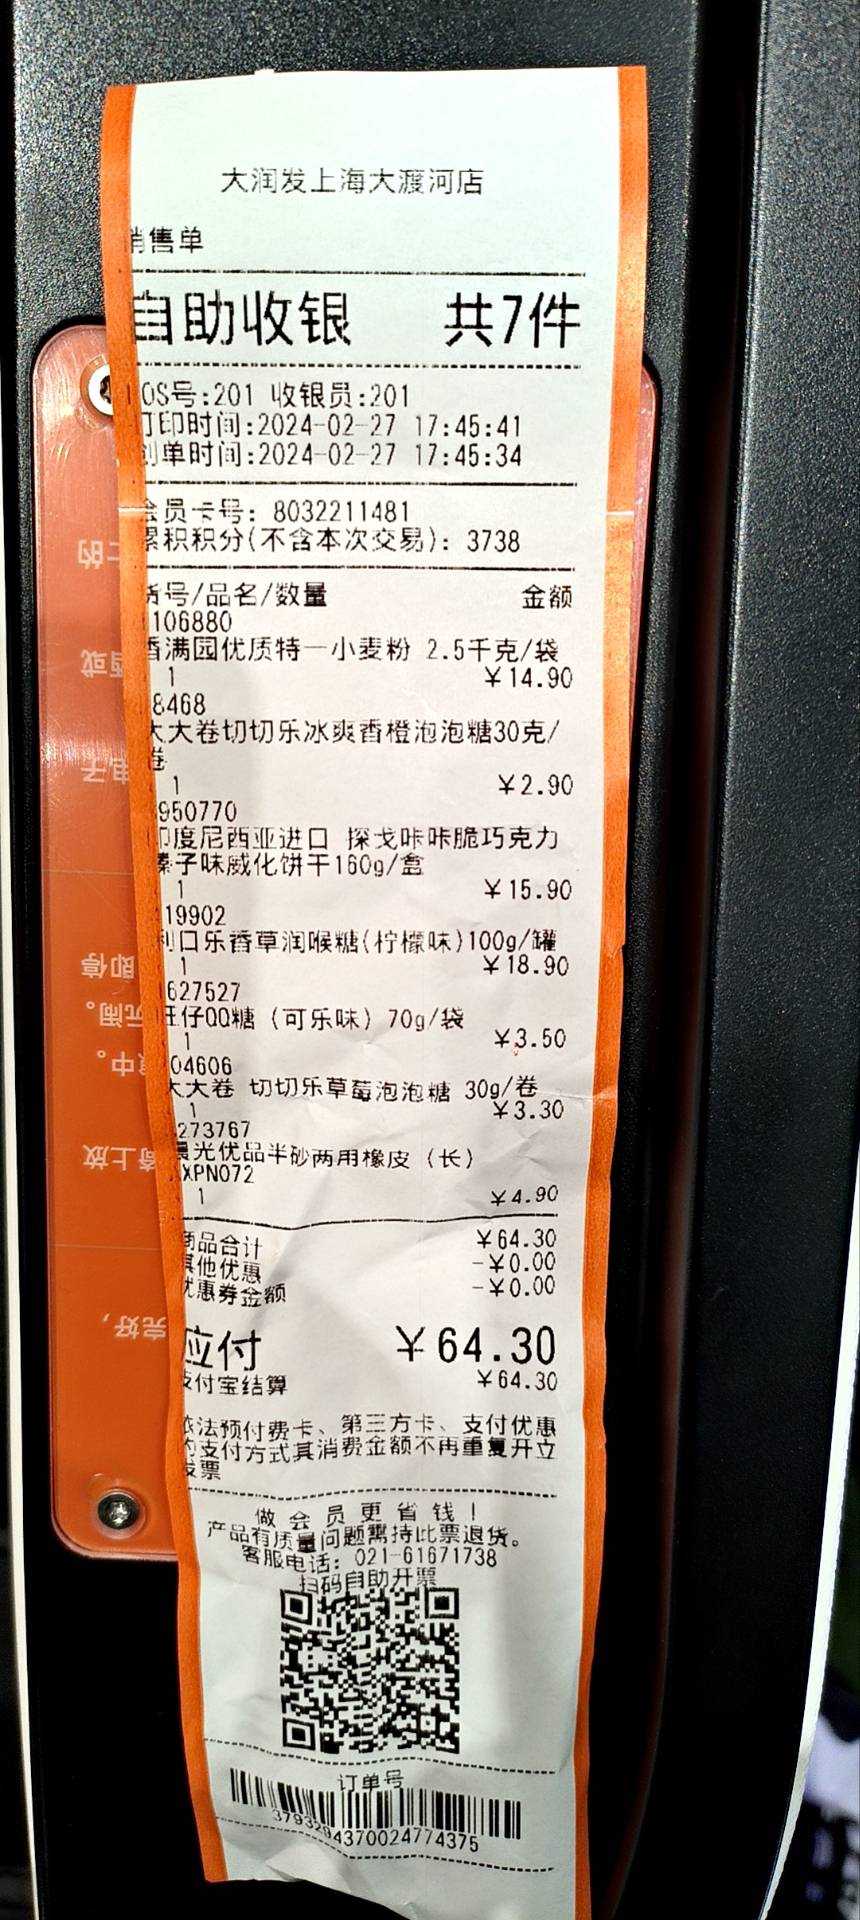 大润发上海大渡河店
销售单
自助收银 共7件
POS号:201 收银员:201
打印时间:2024-02-27 17:45:41
创单时间:2024-02-27 17:45:34
会员卡号: 8032211481
累积积分(不含本次交易): 3738
货号/品名/数量 金额
106880
香满园优质特一小麦粉 2.5千克/袋
1 ¥14.90
8468
大大卷切切乐冰爽香橙泡泡糖30克/
卷
1 ¥2.90
950770
印度尼西亚进口 探戈咔咔脆巧克力
榛子味威化饼干160g/盒
1 ¥15.90
19902
利口乐香草润喉糖(柠檬味)100g/罐
1 ¥18.90
627527
旺仔QQ糖（可乐味）70g/袋
1 ¥3.50
04606
大大卷 切切乐草莓泡泡糖 30g/卷
1 ¥3.30
273767
晨光优品半砂两用橡皮（长）
XPN072
1 ¥4.90
商品合计 ¥64.30
其他优惠 -¥0.00
优惠券金额 -¥0.00
应付 ¥64.30
支付宝结算 ¥64.30
依法预付费卡、第三方卡、支付优惠
的支付方式其消费金额不再重复开立
发票
做会员更省钱！
产品有质量问题需持此票退货。
客服电话: 021-61671738
扫码自助开票
订单号
3793294370024774375